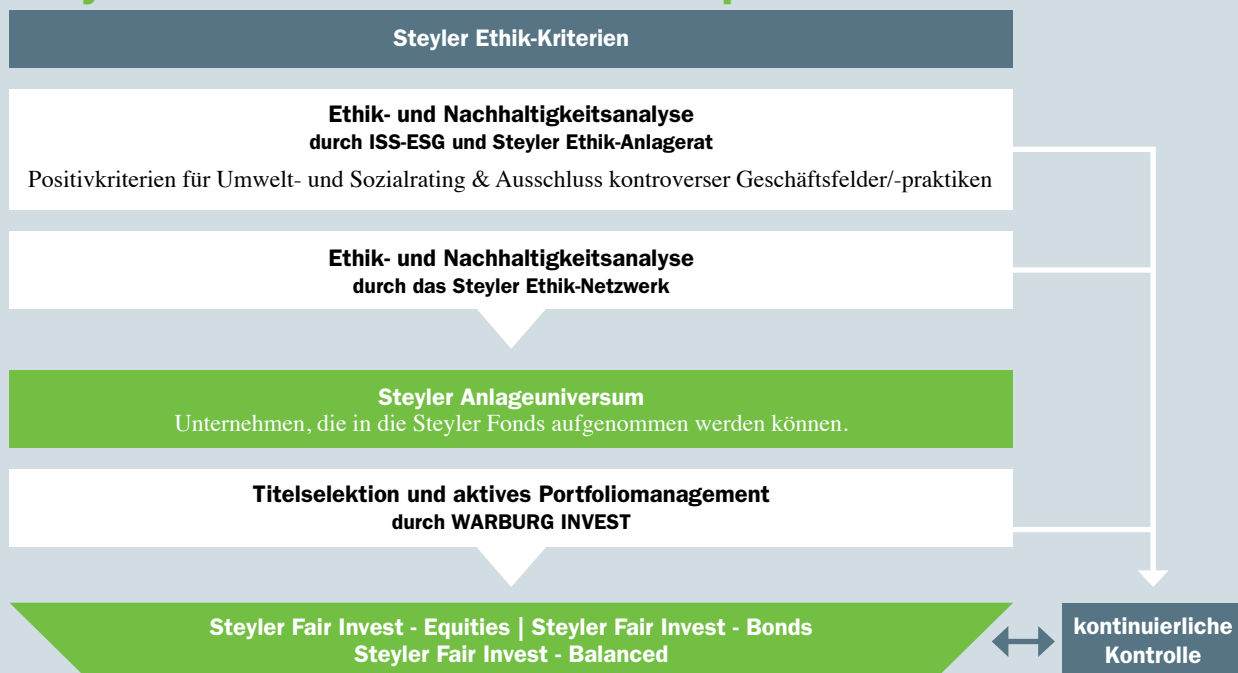 Steyler Ethik-Kriterien
Ethik- und Nachhaltigkeitsanalyse
durch ISS-ESG und Steyler Ethik-Anlagerat
Positivkriterien für Umwelt- und Sozialrating & Ausschluss kontroverser Geschäftsfelder/-praktiken
Ethik- und Nachhaltigkeitsanalyse
durch das Steyler Ethik-Netzwerk
Steyler Anlageuniversum
Unternehmen, die in die Steyler Fonds aufgenommen werden können.
Titelselektion und aktives Portfoliomanagement
durch WARBURG INVEST
Steyler Fair Invest - Equities | Steyler Fair Invest - Bonds
Steyler Fair Invest - Balanced
kontinuierliche
Kontrolle